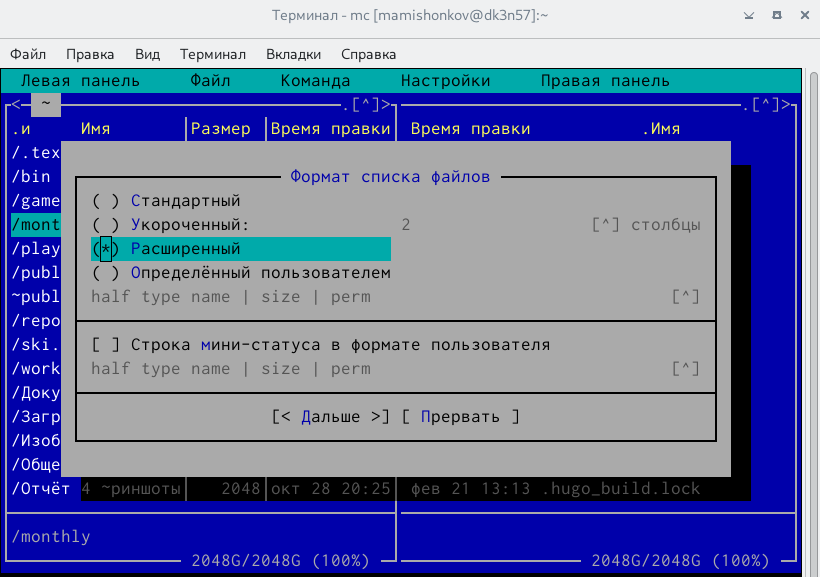 Терминал - mc [mamishonkov@dk3n57]:~
Файл Правка Вид Терминал Вкладки Справка
Левая панель Файл Команда Настройки Правая панель
<─ ~ ─.[^]> ─.[^]>
.и Имя Размер Время правки Время правки .Имя
/.tex
/bin Формат списка файлов
/game ( ) Стандартный
/mont ( ) Укороченный: 2 [^] столбцы
/play (*) Расширенный
/publ ( ) Определённый пользователем
~publ half type name | size | perm [^]
/repo
/ski. [ ] Строка мини-статуса в формате пользователя
/work half type name | size | perm [^]
/Доку
/Загр [< Дальше >] [ Прервать ]
/Изоб
/Обще
/Отчёт 4 ~риншоты 2048 окт 28 20:25 фев 21 13:13 .hugo_build.lock
/monthly
2048G/2048G (100%) 2048G/2048G (100%)